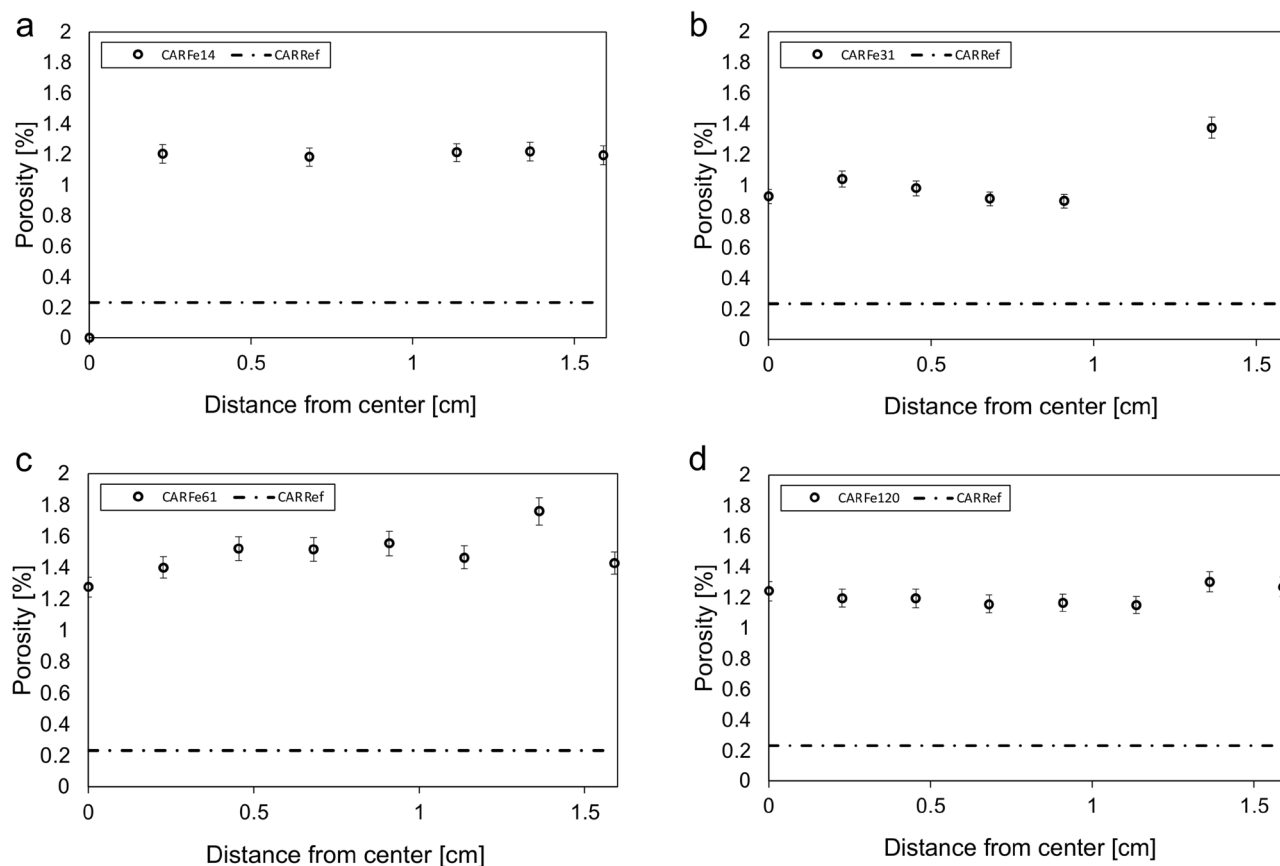 a
2
1.8
1.6
1.4
1.2
1
0.8
0.6
0.4
0.2
0
CARFe14 CARRef
Porosity [%]
0 0.5 1 1.5
Distance from center [cm]
b
2
1.8
1.6
1.4
1.2
1
0.8
0.6
0.4
0.2
0
CARFe31 CARRef
Porosity [%]
0 0.5 1 1.5
Distance from center [cm]
c
2
1.8
1.6
1.4
1.2
1
0.8
0.6
0.4
0.2
0
CARFe61 CARRef
Porosity [%]
0 0.5 1 1.5
Distance from center [cm]
d
2
1.8
1.6
1.4
1.2
1
0.8
0.6
0.4
0.2
0
CARFe120 CARRef
Porosity [%]
0 0.5 1 1.5
Distance from center [cm]